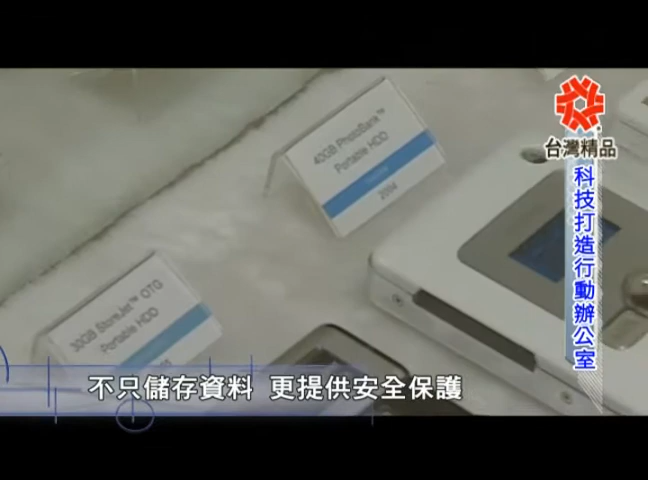 40GB PhotoBank™
Portable HDD
30GB StoreJet™ OTG
Portable HDD
台灣精品
科技打造行動辦公室
不只儲存資料 更提供安全保護